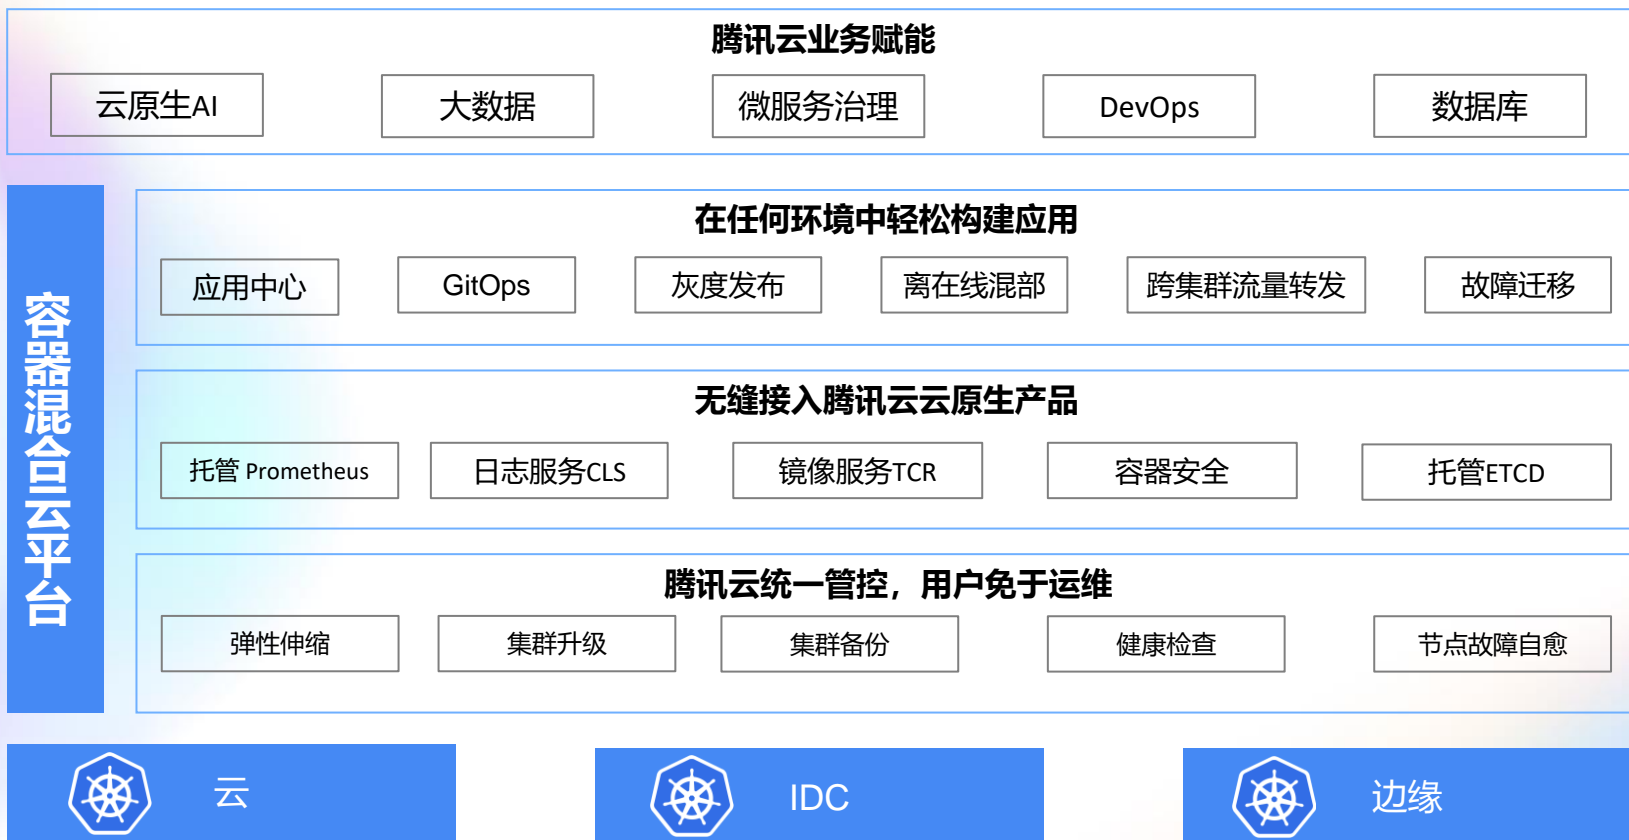 腾讯云业务赋能
云原生AI
大数据
微服务治理
DevOps
数据库
容器混合云平台
在任何环境中轻松构建应用
应用中心
GitOps
灰度发布
离在线混部
跨集群流量转发
故障迁移
无缝接入腾讯云云原生产品
托管 Prometheus
日志服务CLS
镜像服务TCR
容器安全
托管ETCD
腾讯云统一管控，用户免于运维
弹性伸缩
集群升级
集群备份
健康检查
节点故障自愈
云
IDC
边缘